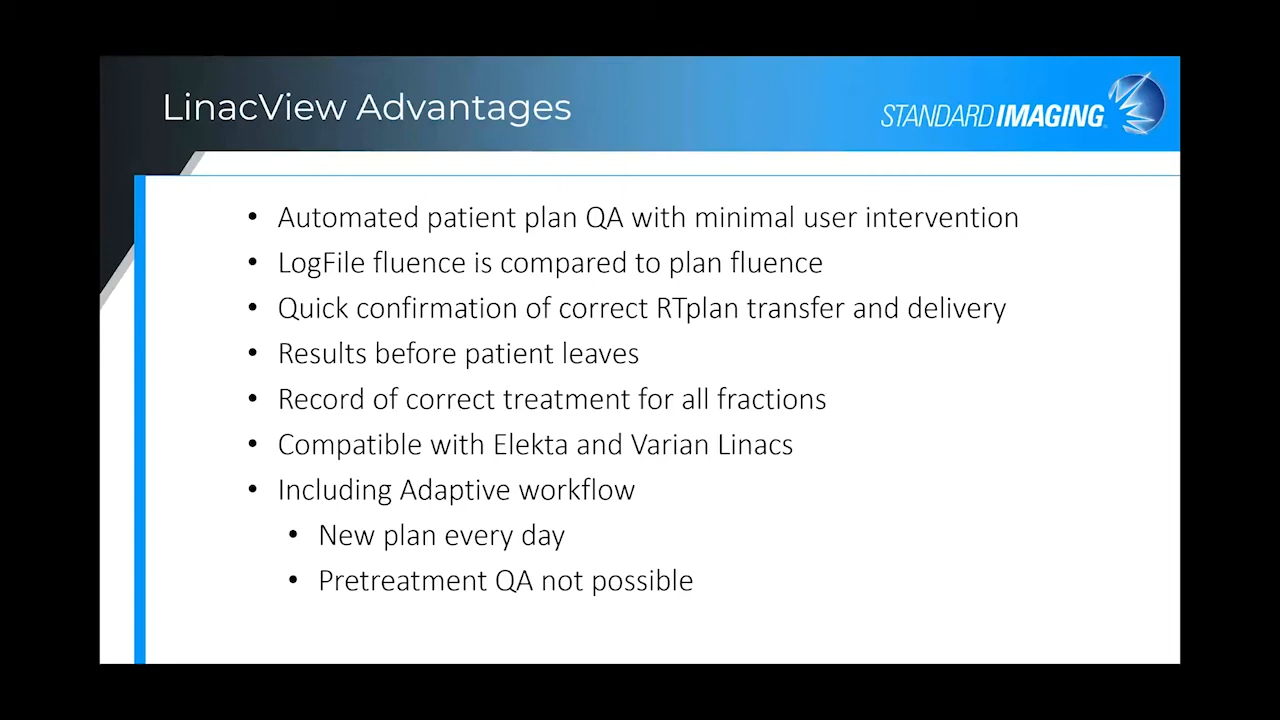 LinacView Advantages
STANDARD IMAGING
• Automated patient plan QA with minimal user intervention
• LogFile fluence is compared to plan fluence
• Quick confirmation of correct RTplan transfer and delivery
• Results before patient leaves
• Record of correct treatment for all fractions
• Compatible with Elekta and Varian Linacs
• Including Adaptive workflow
• New plan every day
• Pretreatment QA not possible